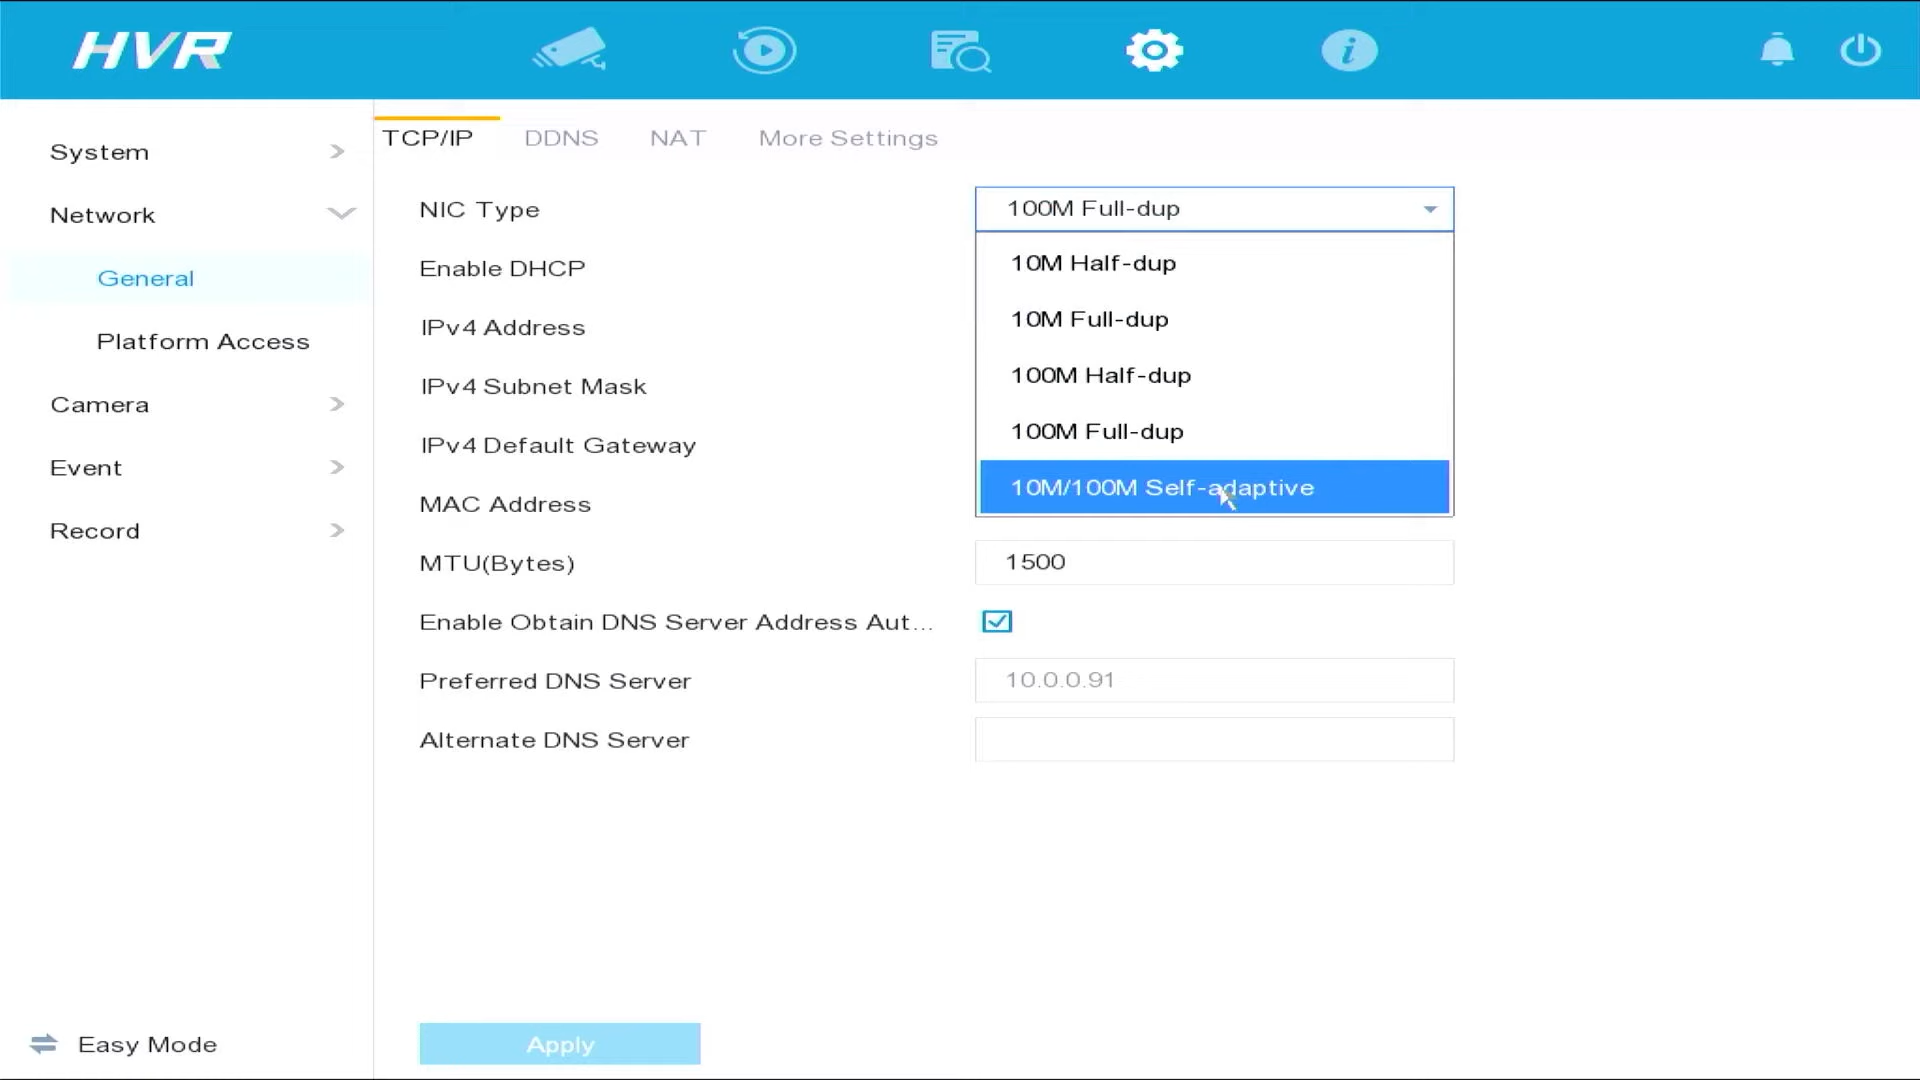 HVR
System
Network
General
Platform Access
Camera
Event
Record
Easy Mode
TCP/IP DDNS NAT More Settings
NIC Type 100M Full-dup
10M Half-dup
10M Full-dup
100M Half-dup
100M Full-dup
10M/100M Self-adaptive
Enable DHCP
IPv4 Address
IPv4 Subnet Mask
IPv4 Default Gateway
MAC Address
MTU(Bytes) 1500
Enable Obtain DNS Server Address Aut...
Preferred DNS Server 10.0.0.91
Alternate DNS Server
Apply